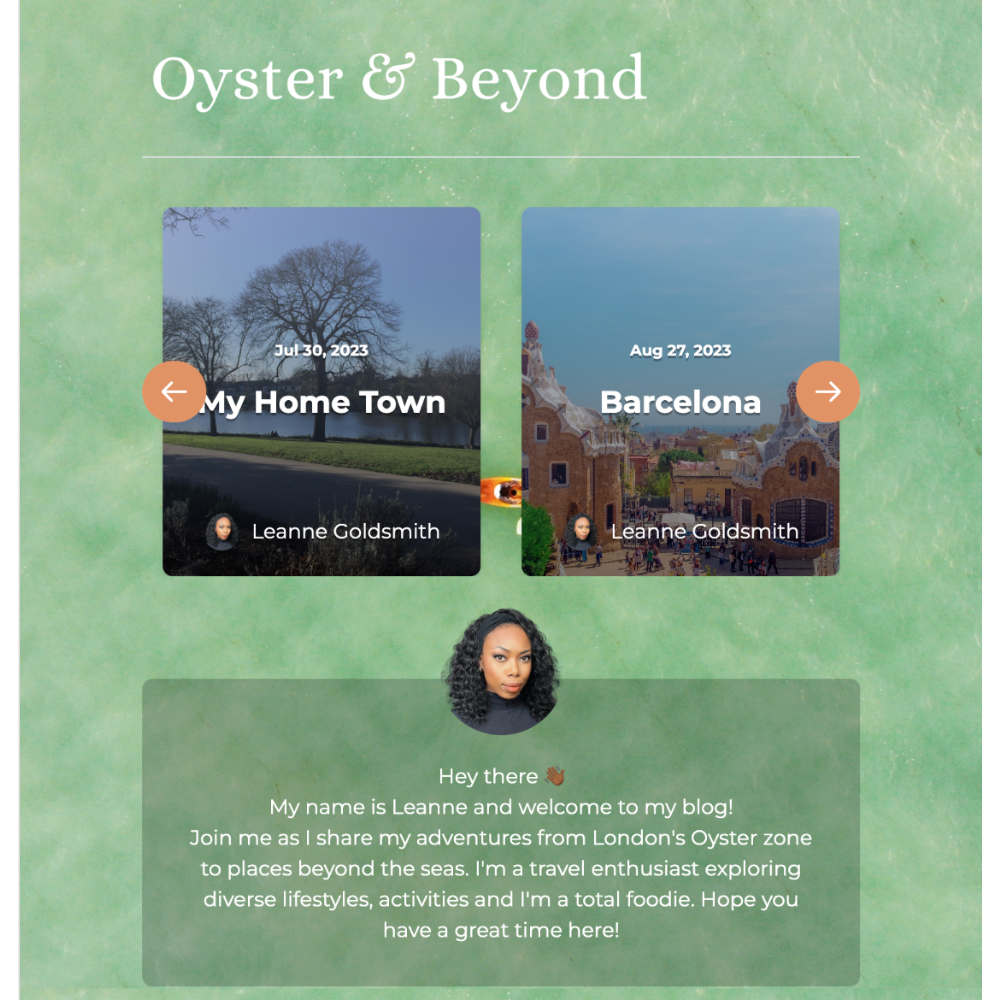 Oyster & Beyond
Jul 30, 2023
My Home Town
Leanne Goldsmith
Aug 27, 2023
Barcelona
Leanne Goldsmith
Hey there 👋🏾
My name is Leanne and welcome to my blog!
Join me as I share my adventures from London's Oyster zone
to places beyond the seas. I'm a travel enthusiast exploring
diverse lifestyles, activities and I'm a total foodie. Hope you
have a great time here!